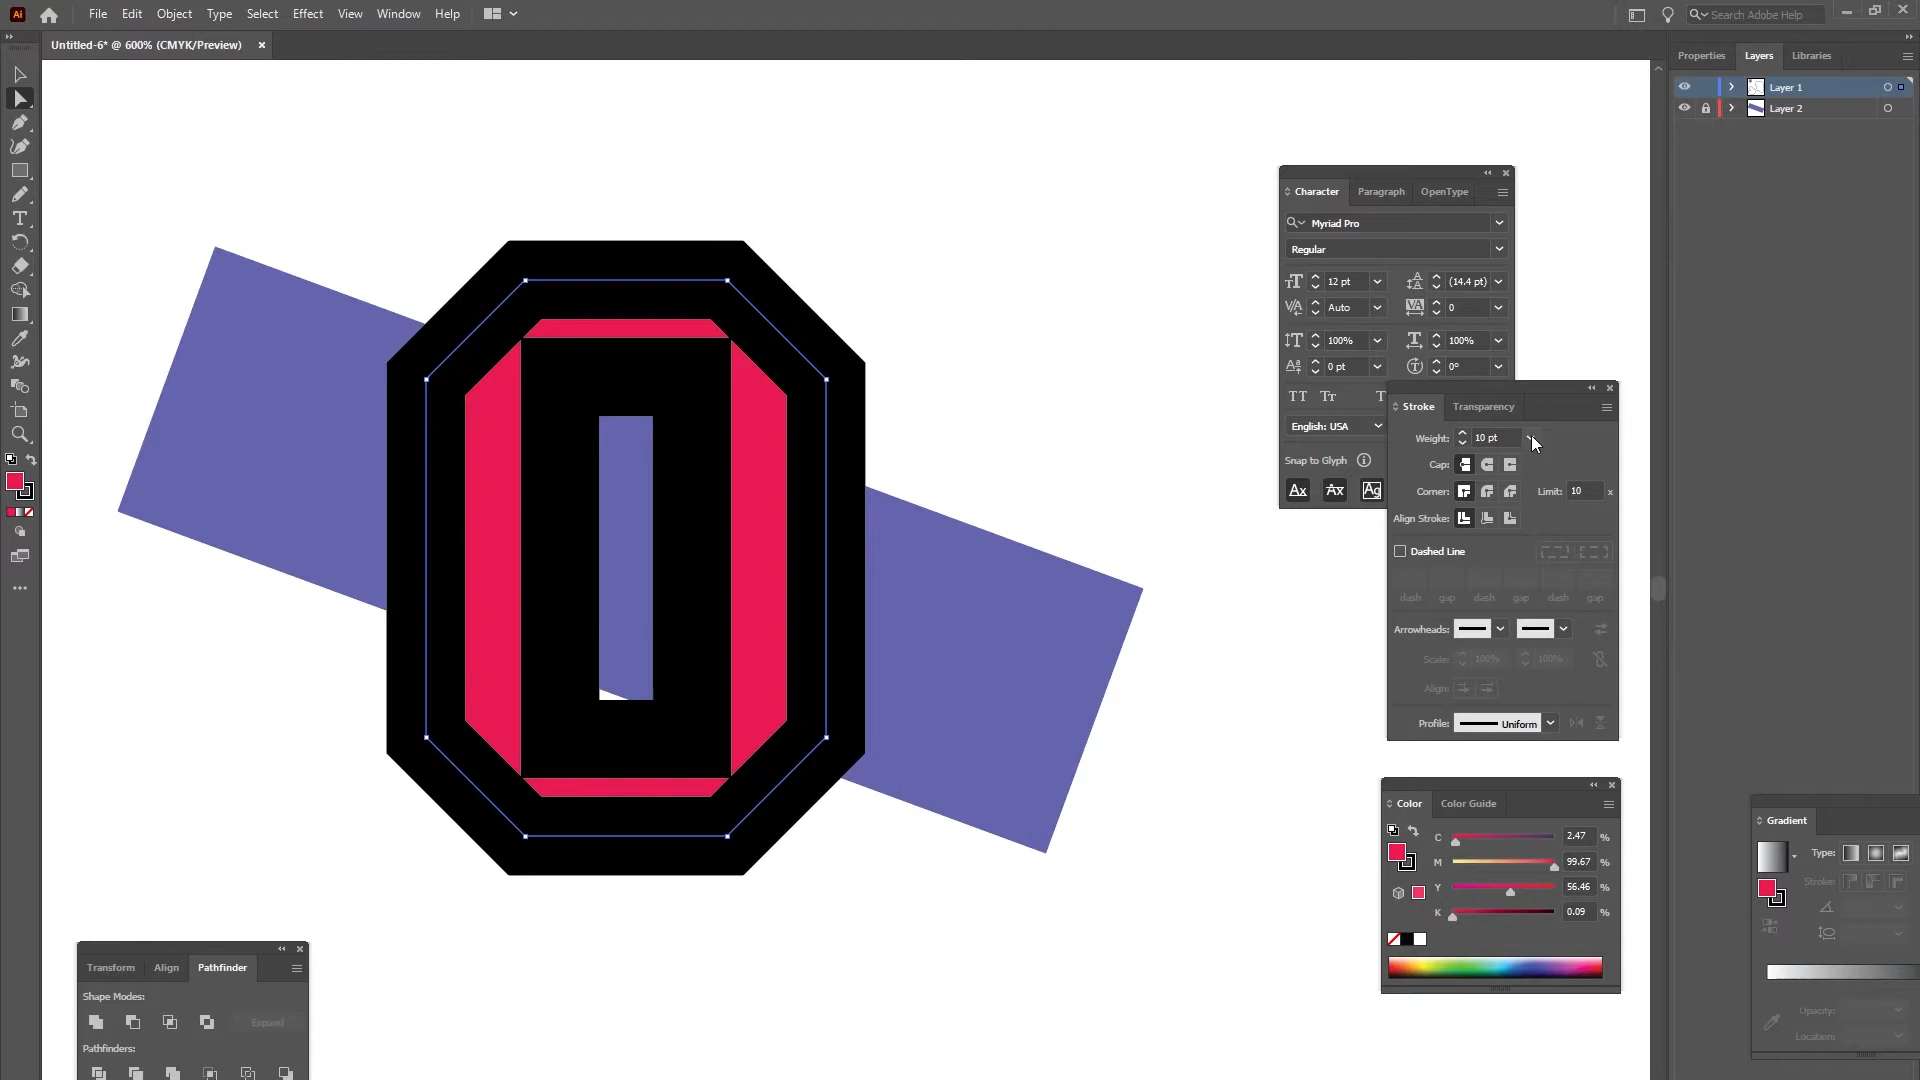 Ai File Edit Object Type Select Effect View Window Help Search Adobe Help
Untitled-6* @ 600% (CMYK/Preview)
Properties Layers Libraries
Layer 1
Layer 2
Character Paragraph OpenType
Myriad Pro
Regular
12 pt (14.4 pt)
Auto 0
100% 100%
0 pt 0°
TT Tr T
English: USA
Snap to Glyph
Ax Ax Ag
Stroke Transparency
Weight: 10 pt
Cap:
Corner: Limit: 10 x
Align Stroke:
Dashed Line
dash gap dash gap dash gap
Arrowheads:
Scale: 100% 100%
Align:
Profile: Uniform
Color Color Guide
C 2.47 %
M 99.67 %
Y 56.46 %
K 0.09 %
Gradient
Type:
Stroke:
Opacity:
Location:
Transform Align Pathfinder
Shape Modes:
Expand
Pathfinders: